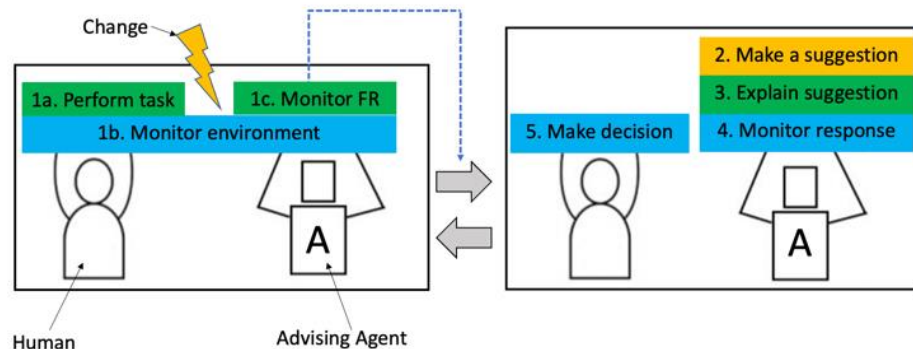 Change
1a. Perform task
1c. Monitor FR
1b. Monitor environment
A
Human
Advising Agent
2. Make a suggestion
3. Explain suggestion
5. Make decision
4. Monitor response
A